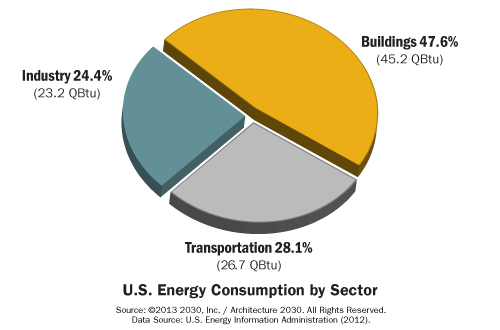 Buildings 47.6%
(45.2 QBtu)
Industry 24.4%
(23.2 QBtu)
Transportation 28.1%
(26.7 QBtu)
U.S. Energy Consumption by Sector
Source: ©2013 2030, Inc. / Architecture 2030. All Rights Reserved.
Data Source: U.S. Energy Information Administration (2012).